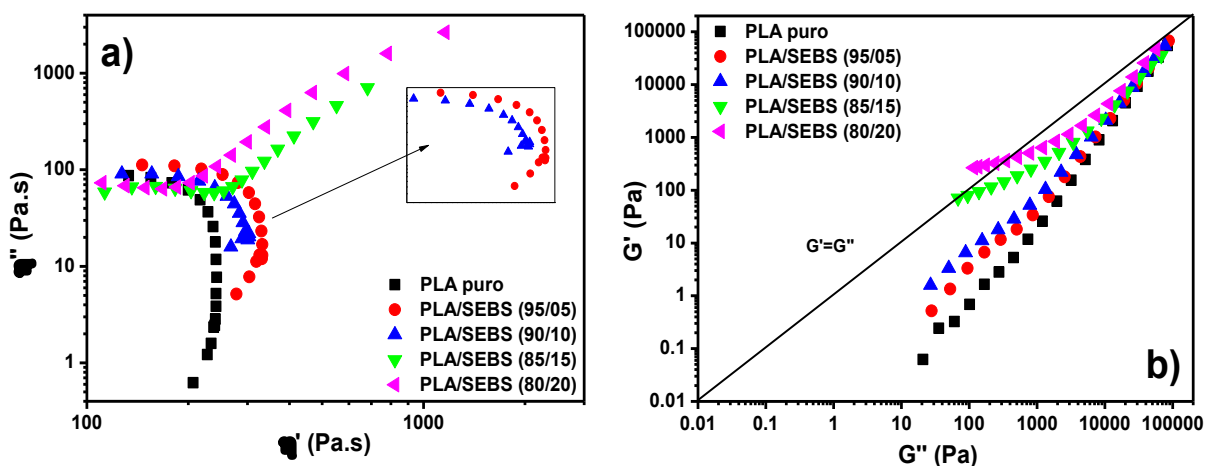 a)
1000
100
10
1
'' (Pa.s)
PLA puro
PLA/SEBS (95/05)
PLA/SEBS (90/10)
PLA/SEBS (85/15)
PLA/SEBS (80/20)
100
1000
' (Pa.s)
b)
100000
10000
1000
100
10
1
0.1
0.01
G' (Pa)
PLA puro
PLA/SEBS (95/05)
PLA/SEBS (90/10)
PLA/SEBS (85/15)
PLA/SEBS (80/20)
G'=G''
0.01 0.1 1 10 100 1000 10000 100000
G'' (Pa)